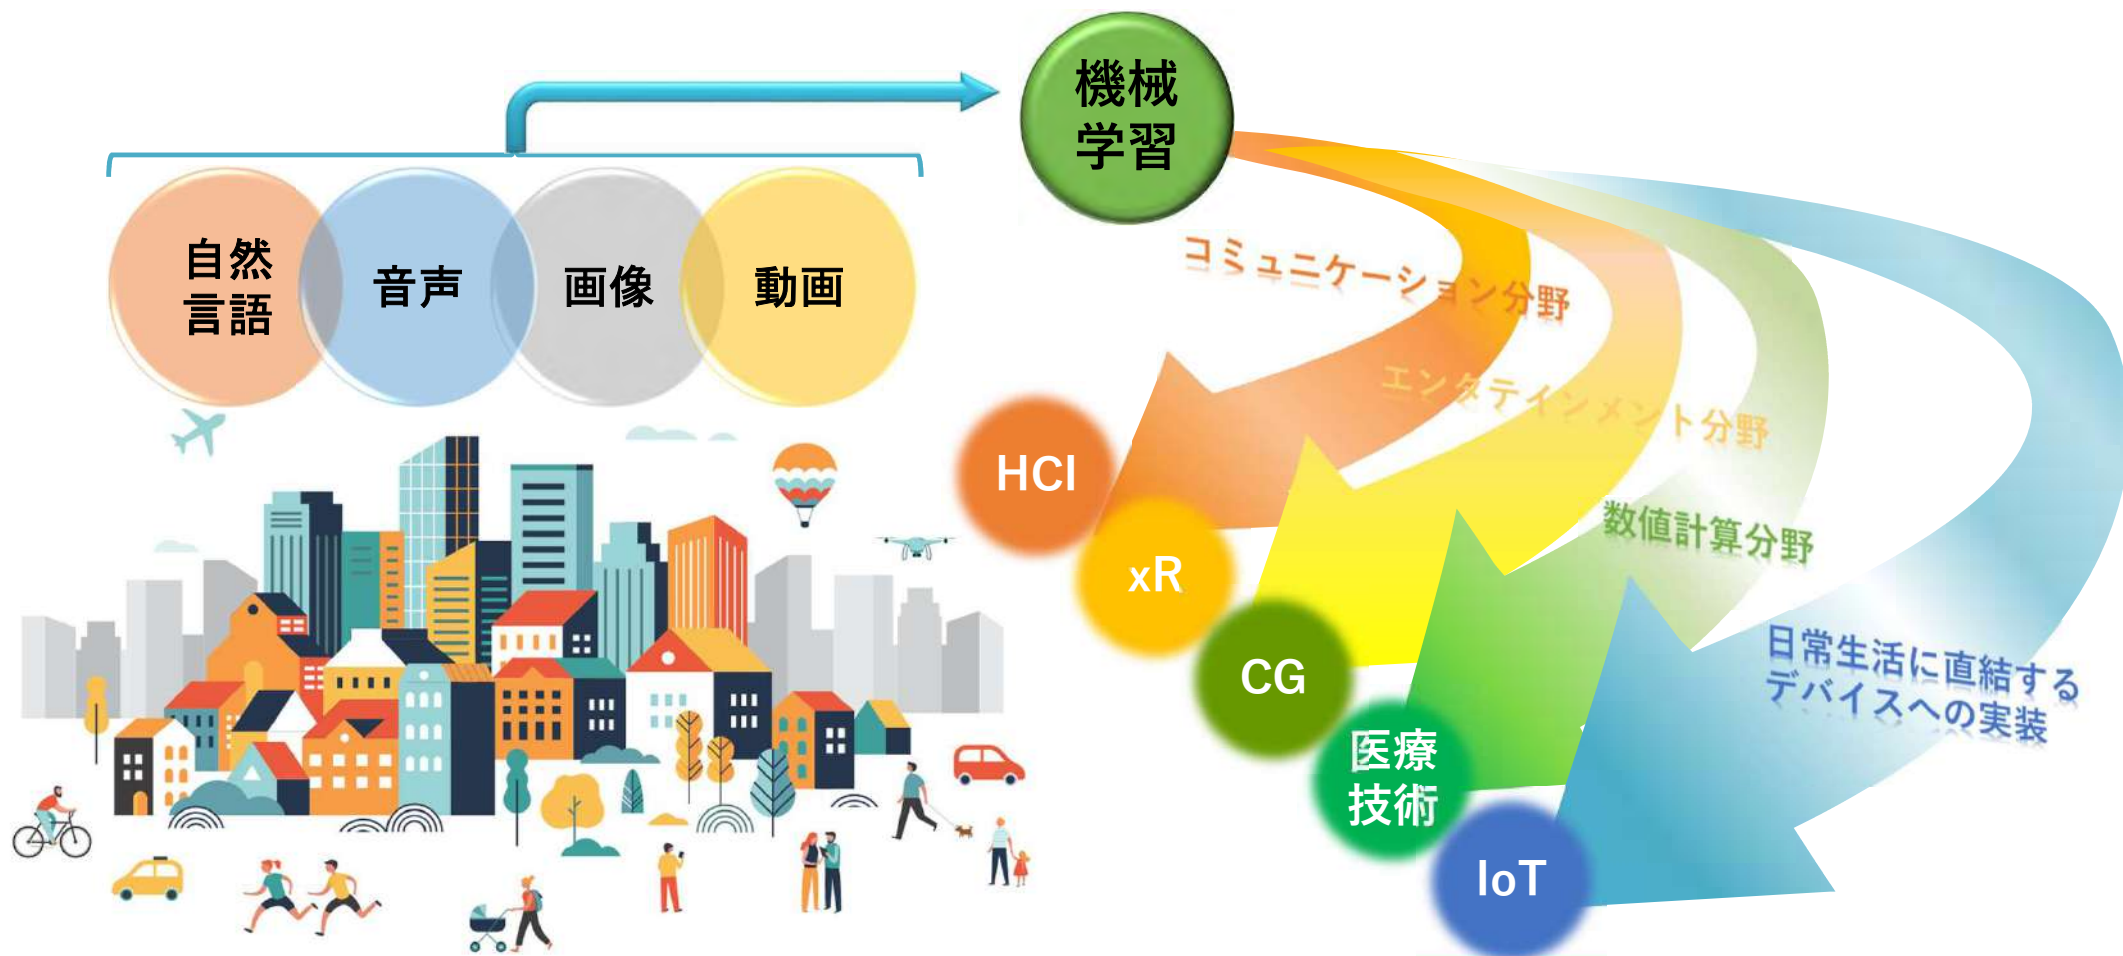 機械
学習
自然
言語
音声
画像
動画
コミュニケーション分野
エンタテインメント分野
数値計算分野
日常生活に直結する
デバイスへの実装
HCI
xR
CG
医療
技術
IoT